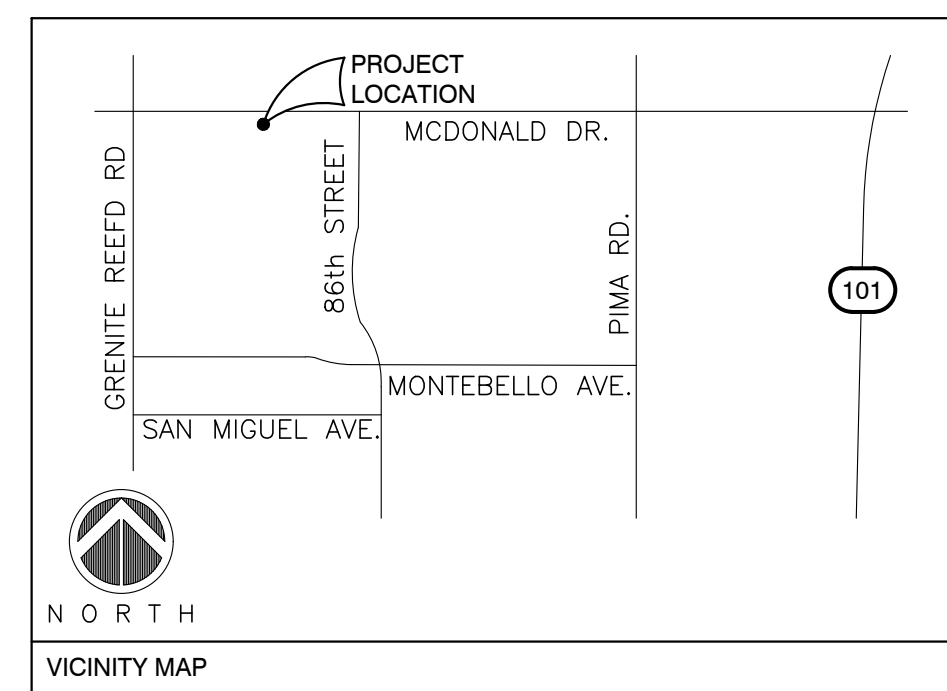 PROJECT
LOCATION
MCDONALD DR.
GRENITE REEFD RD
86th STREET
PIMA RD.
101
MONTEBELLO AVE.
SAN MIGUEL AVE.
NORTH
VICINITY MAP